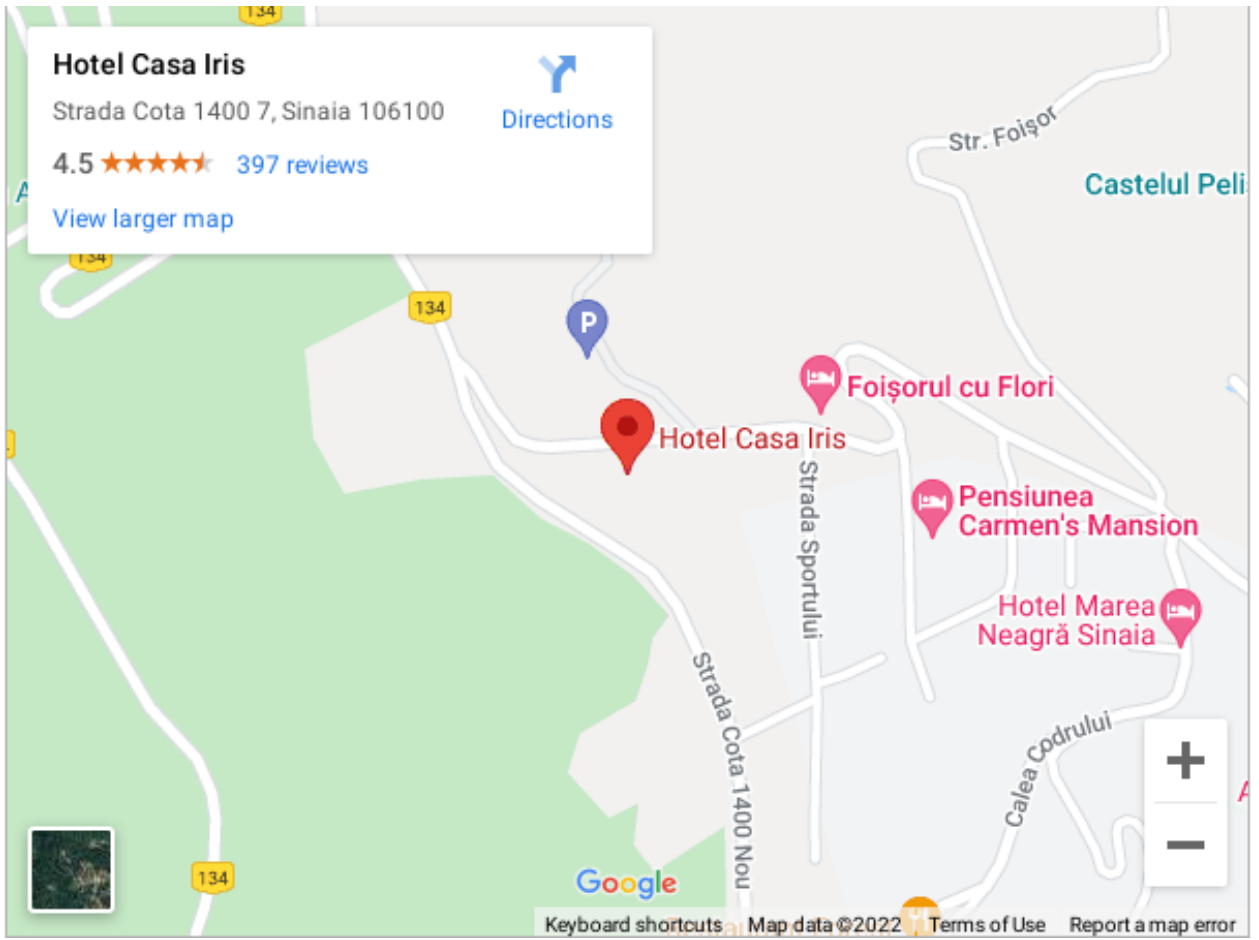 134
Hotel Casa Iris
Strada Cota 1400 7, Sinaia 106100
Directions
4.5
397 reviews
View larger map
134
134
P
Str. Foișor
Castelul Peli
Foișorul cu Flori
Hotel Casa Iris
Strada Sportului
Pensiunea
Carmen's Mansion
Hotel Marea
Neagră Sinaia
Strada Cota 1400 Nou
Calea Codrului
134
Google
Keyboard shortcuts
Map data ©2022
Terms of Use
Report a map error